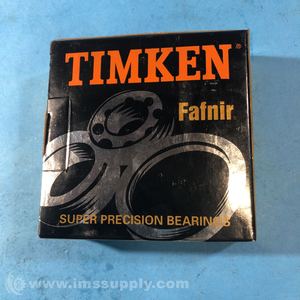 TIMKEN®
Fafnir
SUPER PRECISION BEARINGS
© www.imssupply.com